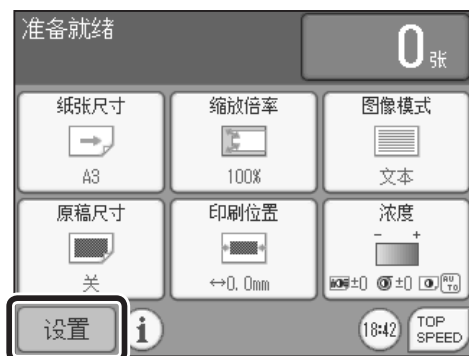 准备就绪
0张
纸张尺寸
缩放倍率
图像模式
A3
100%
文本
原稿尺寸
印刷位置
浓度
- +
关
↔0.0mm
±0 ±0 AUTO
设置
i
18:42
TOP
SPEED